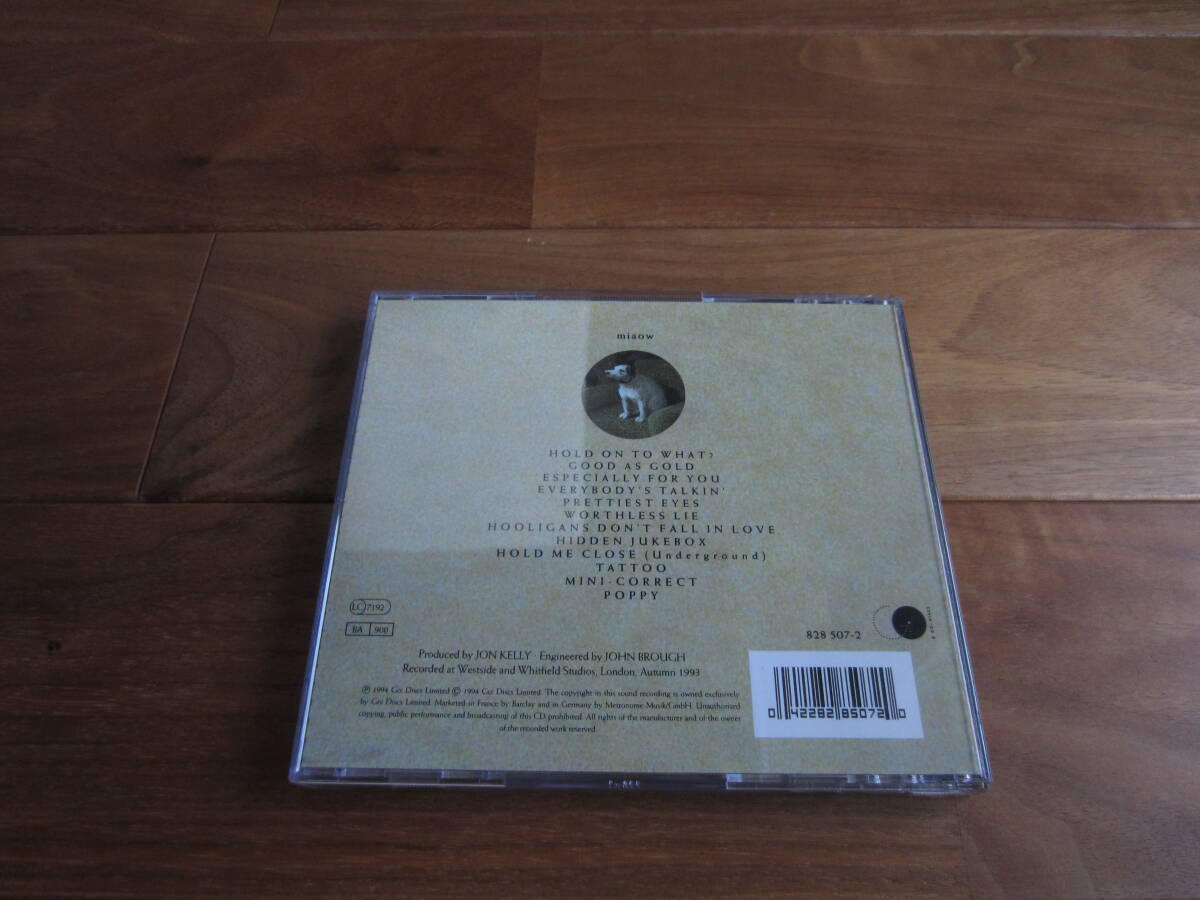 miaow
HOLD ON TO WHAT?
GOOD AS GOLD
ESPECIALLY FOR YOU
EVERYBODY'S TALKIN'
PRETTIEST EYES
WORTHLESS LIE
HOOLIGANS DON'T FALL IN LOVE
HIDDEN JUKEBOX
HOLD ME CLOSE (Underground)
TATTOO
MINI-CORRECT
POPPY
LC 7192
BA 900
828 507-2
Produced by JON KELLY · Engineered by JOHN BROUGH
Recorded at Westside and Whitfield Studios, London, Autumn 1993
℗ 1994 Go! Discs Limited © 1994 Go! Discs Limited. The copyright in this sound recording is owned exclusively
by Go! Discs Limited. Marketed in France by Barclay and in Germany by Metronome Musik/GmbH. Unauthorised
copying, public performance and broadcasting of this CD prohibited. All rights of the manufacturer and of the owner
of the recorded work reserved.
0 42282 85072 0